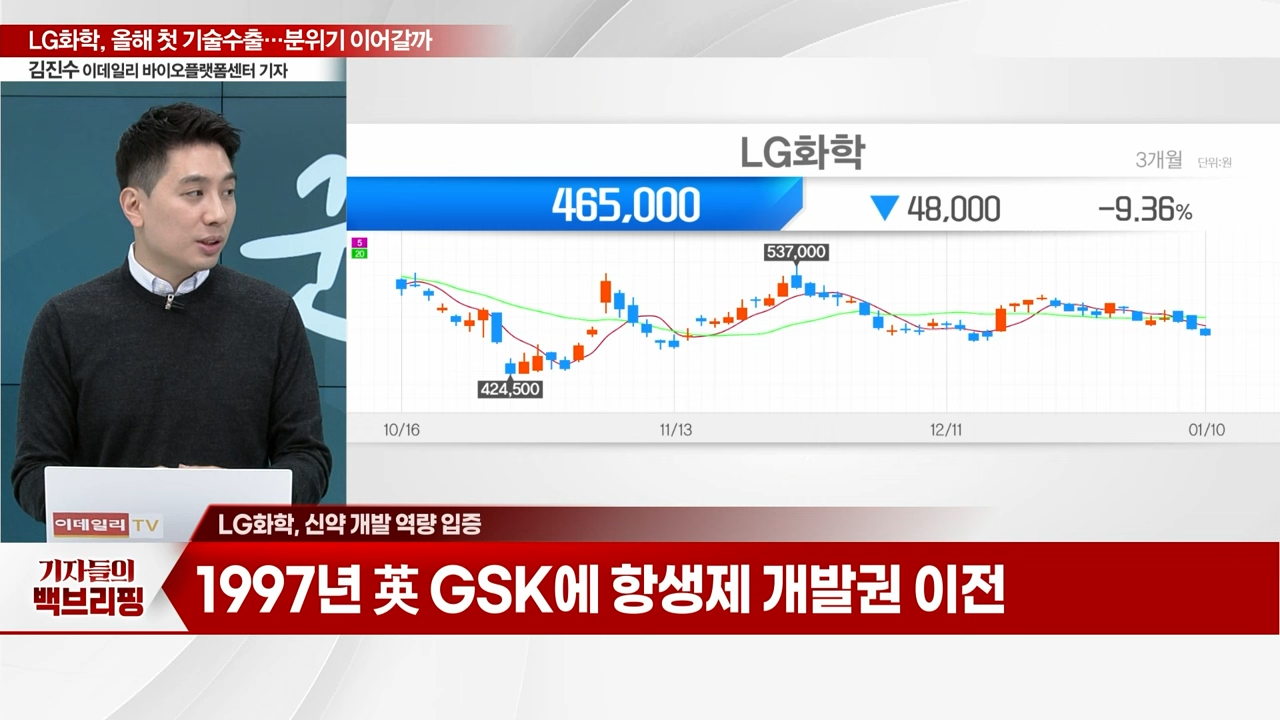 LG화학, 올해 첫 기술수출…분위기 이어갈까
김진수 이데일리 바이오플랫폼센터 기자
LG화학
3개월 단위:원
465,000 ▼ 48,000 -9.36%
5
20
537,000
424,500
10/16 11/13 12/11 01/10
이데일리 TV
LG화학, 신약 개발 역량 입증
기자들의
백브리핑
1997년 英 GSK에 항생제 개발권 이전